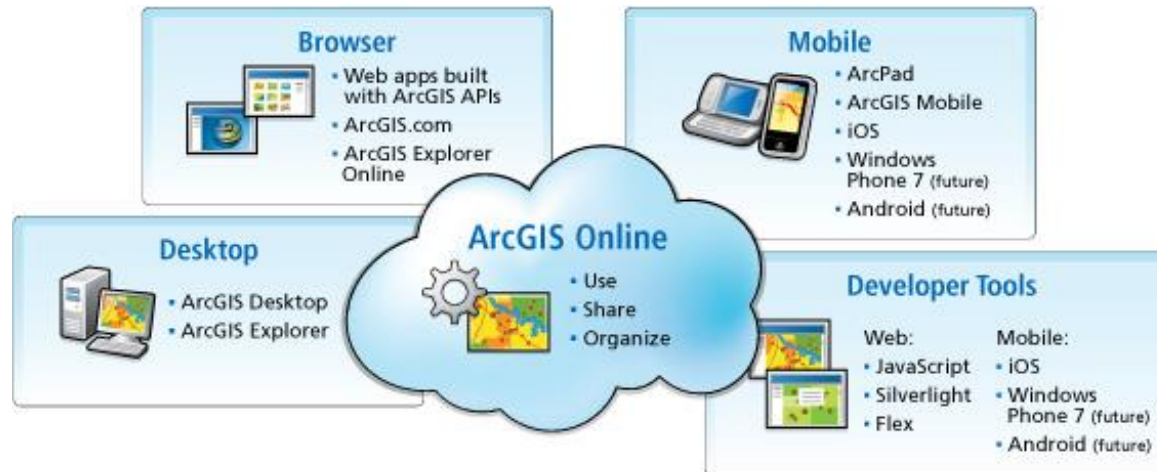 Browser
• Web apps built
with ArcGIS APIs
• ArcGIS.com
• ArcGIS Explorer
Online
Mobile
• ArcPad
• ArcGIS Mobile
• iOS
• Windows
Phone 7 (future)
• Android (future)
Desktop
• ArcGIS Desktop
• ArcGIS Explorer
ArcGIS Online
• Use
• Share
• Organize
Developer Tools
Web:
• JavaScript
• Silverlight
• Flex
Mobile:
• iOS
• Windows
Phone 7 (future)
• Android (future)